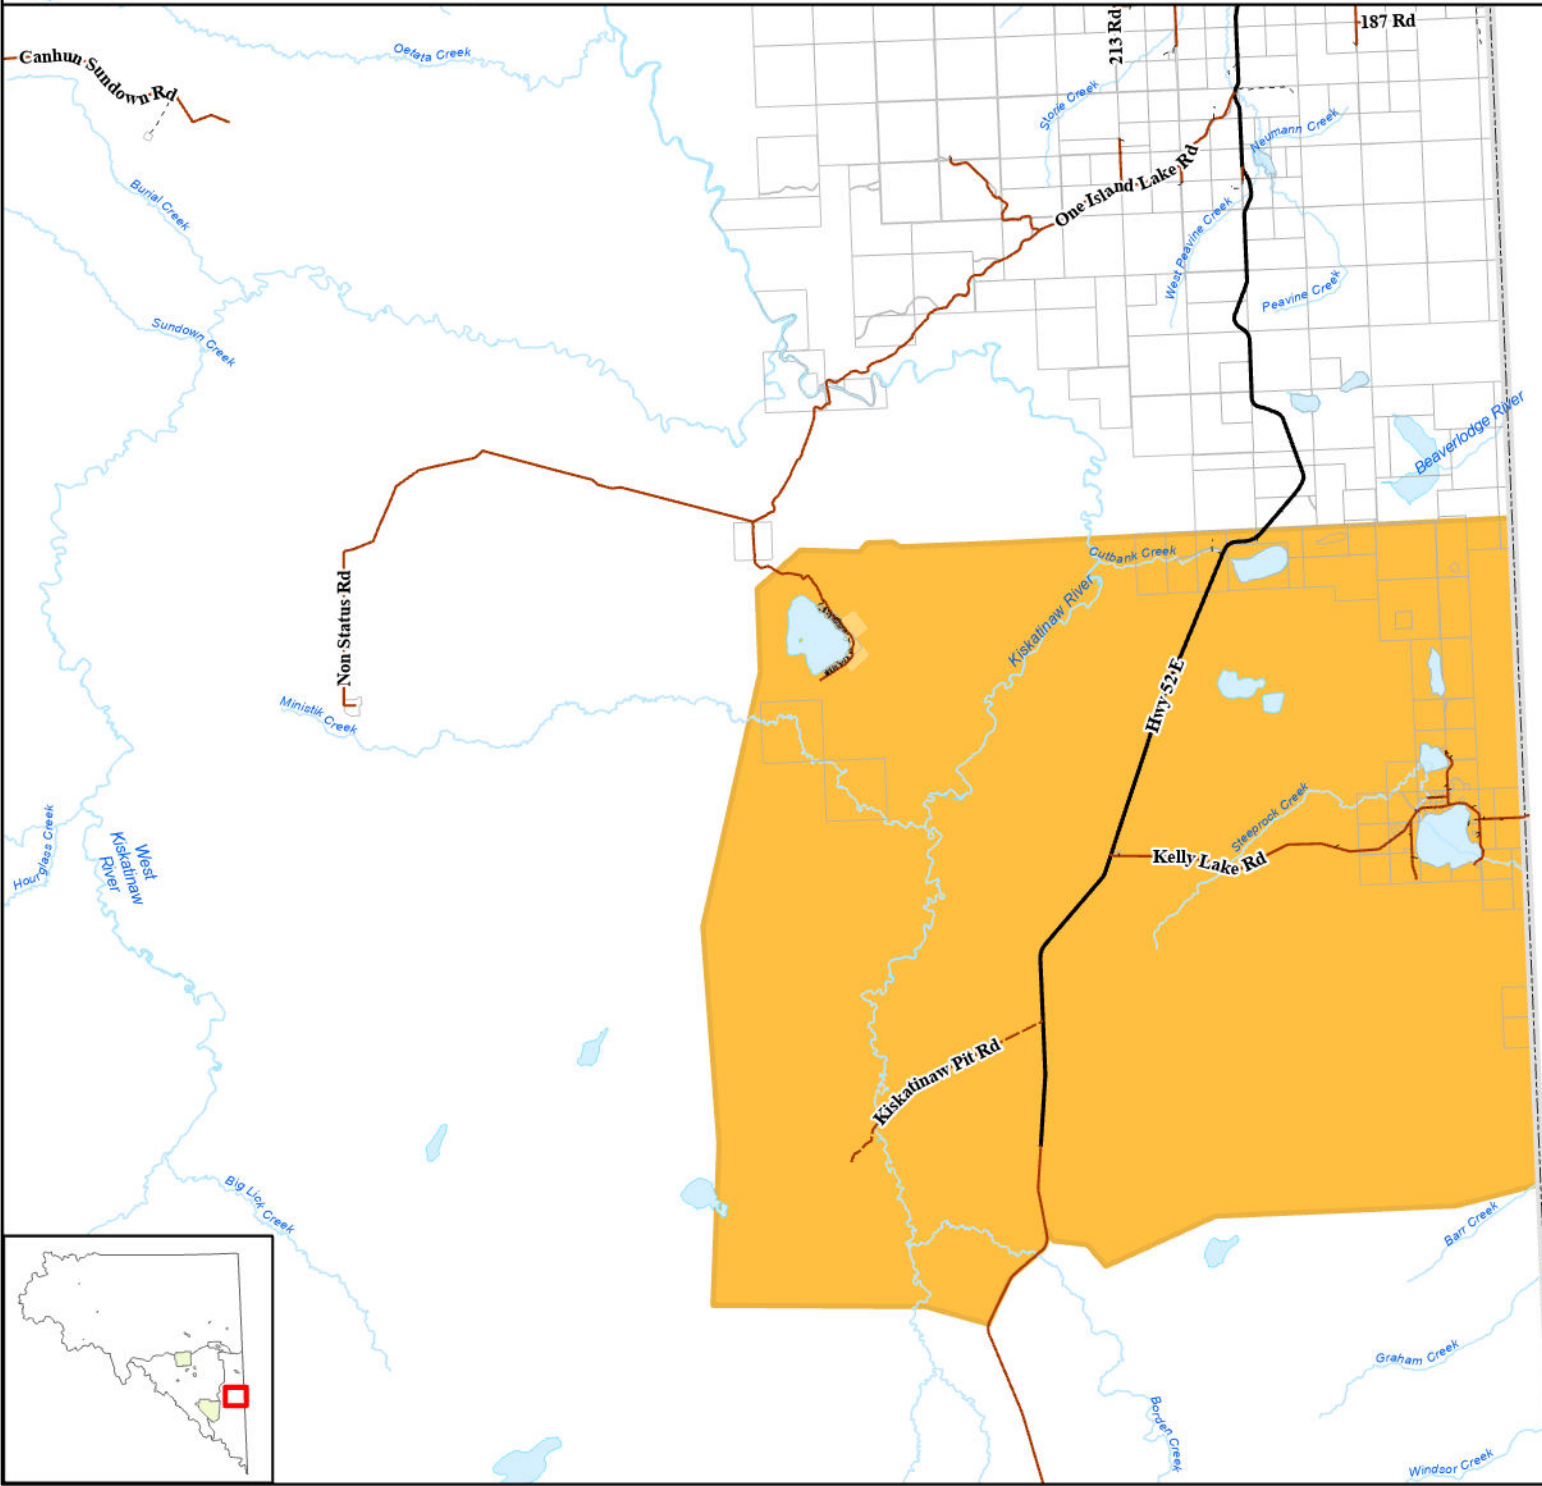 187 Rd
213 Rd
Oetata Creek
Canhun Sundown Rd
Storie Creek
Neumann Creek
One Island Lake Rd
Burial Creek
West Peavine Creek
Peavine Creek
Sundown Creek
Beaverlodge River
Cutbank Creek
Kiskatinaw River
Non Status Rd
Hwy 52 E
Ministik Creek
Steeprock Creek
Hourglass Creek
West
Kiskatinaw
River
Kelly Lake Rd
Kiskatinaw Pit Rd
Big Lick Creek
Barr Creek
Graham Creek
Borden Creek
Windsor Creek